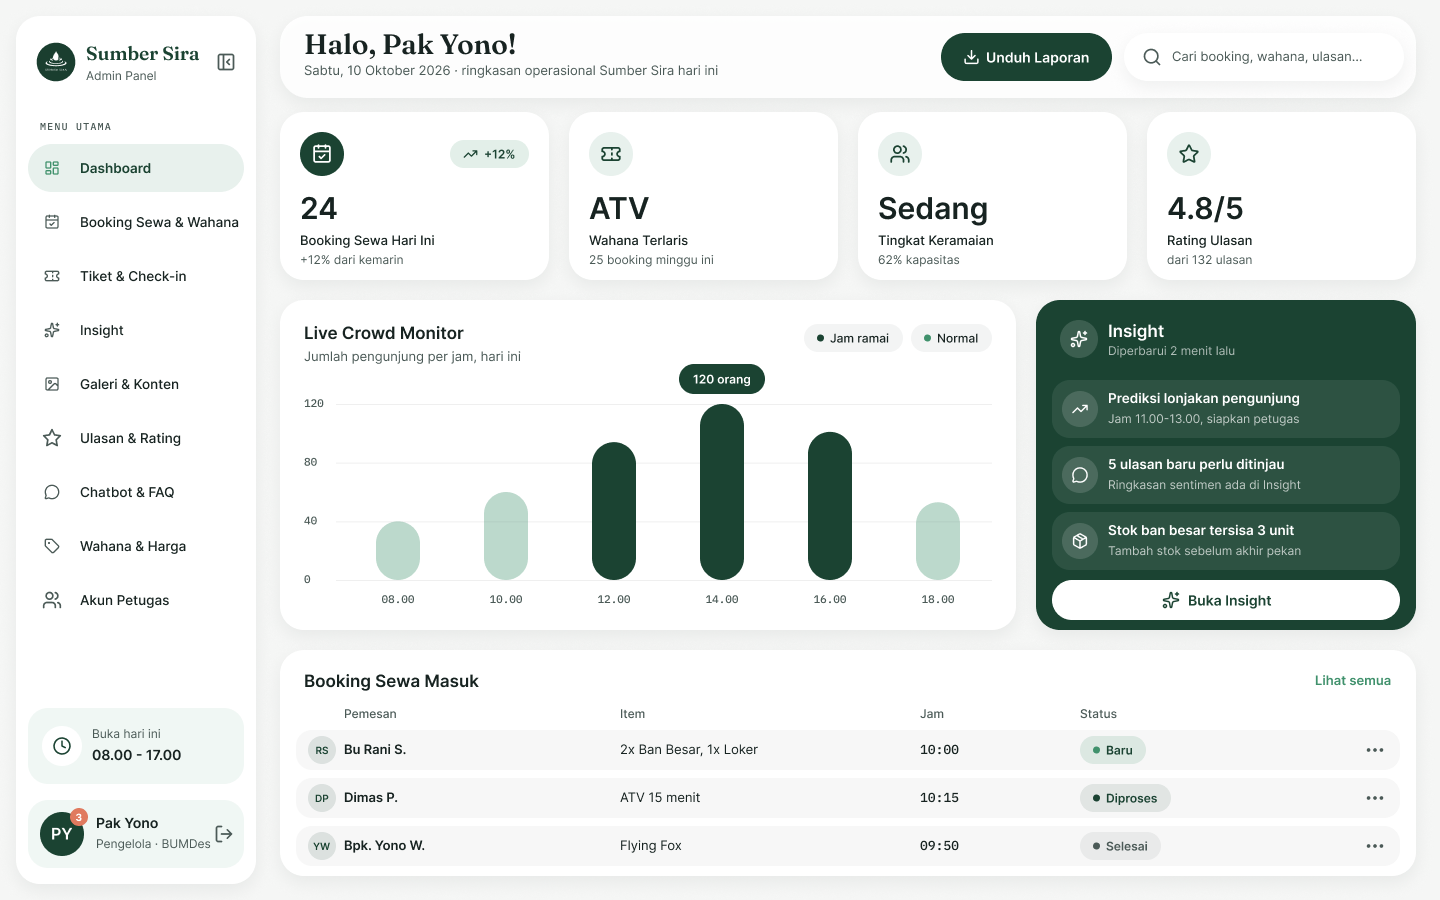 Sumber Sira
Admin Panel
MENU UTAMA
Dashboard
Booking Sewa & Wahana
Tiket & Check-in
Insight
Galeri & Konten
Ulasan & Rating
Chatbot & FAQ
Wahana & Harga
Akun Petugas
Buka hari ini
08.00 - 17.00
PY
3
Pak Yono
Pengelola · BUMDes
Halo, Pak Yono!
Sabtu, 10 Oktober 2026 · ringkasan operasional Sumber Sira hari ini
Unduh Laporan
Cari booking, wahana, ulasan...
+12%
24
Booking Sewa Hari Ini
+12% dari kemarin
ATV
Wahana Terlaris
25 booking minggu ini
Sedang
Tingkat Keramaian
62% kapasitas
4.8/5
Rating Ulasan
dari 132 ulasan
Live Crowd Monitor
Jumlah pengunjung per jam, hari ini
Jam ramai
Normal
120 orang
120
80
40
0
08.00 10.00 12.00 14.00 16.00 18.00
Insight
Diperbarui 2 menit lalu
Prediksi lonjakan pengunjung
Jam 11.00-13.00, siapkan petugas
5 ulasan baru perlu ditinjau
Ringkasan sentimen ada di Insight
Stok ban besar tersisa 3 unit
Tambah stok sebelum akhir pekan
Buka Insight
Booking Sewa Masuk
Lihat semua
Pemesan Item Jam Status
RS Bu Rani S. 2x Ban Besar, 1x Loker 10:00 Baru
DP Dimas P. ATV 15 menit 10:15 Diproses
YW Bpk. Yono W. Flying Fox 09:50 Selesai